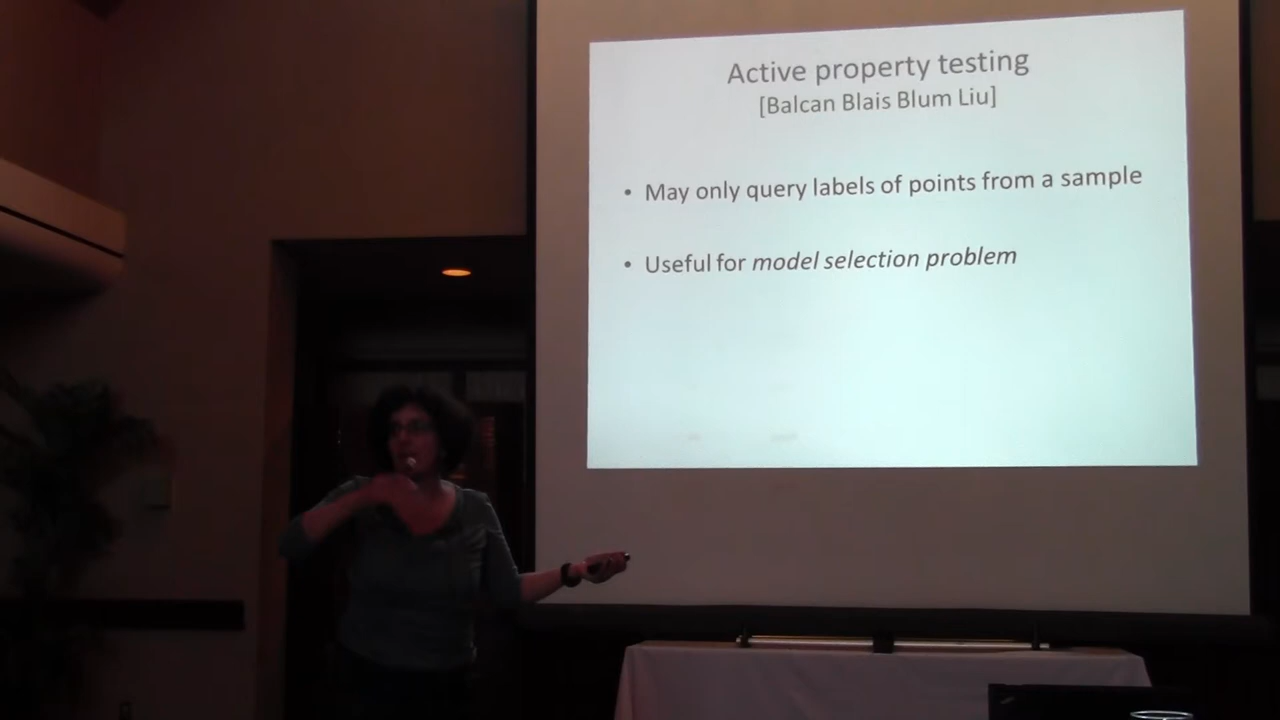 Active property testing
[Balcan Blais Blum Liu]
• May only query labels of points from a sample
• Useful for model selection problem